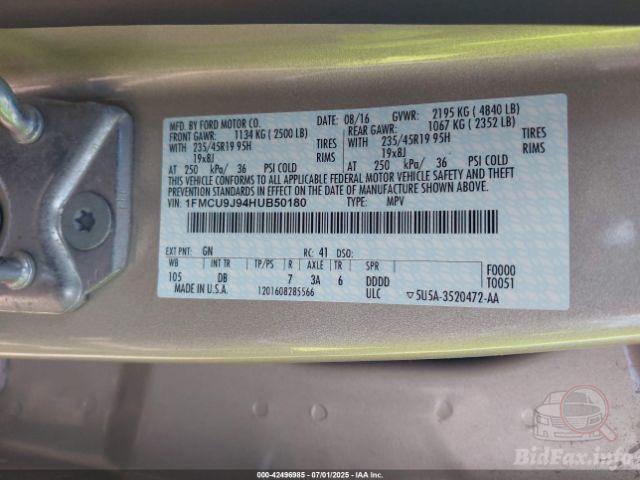 MFD. BY FORD MOTOR CO. DATE: 08/16 GVWR: 2195 KG ( 4840 LB)
FRONT GAWR: 1134 KG ( 2500 LB) REAR GAWR: 1067 KG ( 2352 LB)
WITH 235/45R19 95H TIRES WITH 235/45R19 95H TIRES
19x8J RIMS 19x8J RIMS
AT 250 kPa/ 36 PSI COLD AT 250 kPa/ 36 PSI COLD
THIS VEHICLE CONFORMS TO ALL APPLICABLE FEDERAL MOTOR VEHICLE SAFETY AND THEFT
PREVENTION STANDARDS IN EFFECT ON THE DATE OF MANUFACTURE SHOWN ABOVE.
VIN: 1FMCU9J94HUB50180 TYPE: MPV
EXT PNT: GN RC: 41 DSO:
WB INT TR TP/PS R AXLE TR SPR F0000
105 DB 7 3A 6 DDDD T0051
MADE IN U.S.A. 1201608285566 ULC ▽5U5A-3520472-AA
BidFax.info
000-42496985 - 07/01/2025 - IAA Inc.